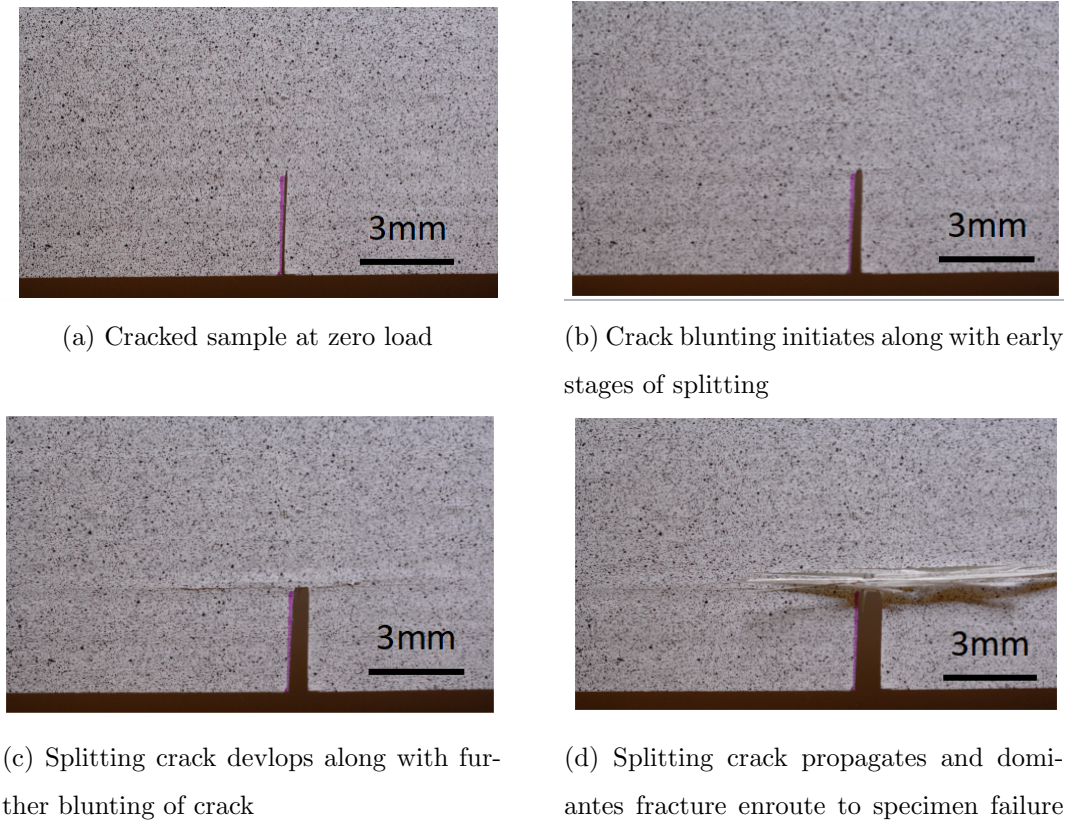 3mm
3mm
(a) Cracked sample at zero load
(b) Crack blunting initiates along with early
stages of splitting
3mm
3mm
(c) Splitting crack devlops along with fur-
ther blunting of crack
(d) Splitting crack propagates and domi-
antes fracture enroute to specimen failure